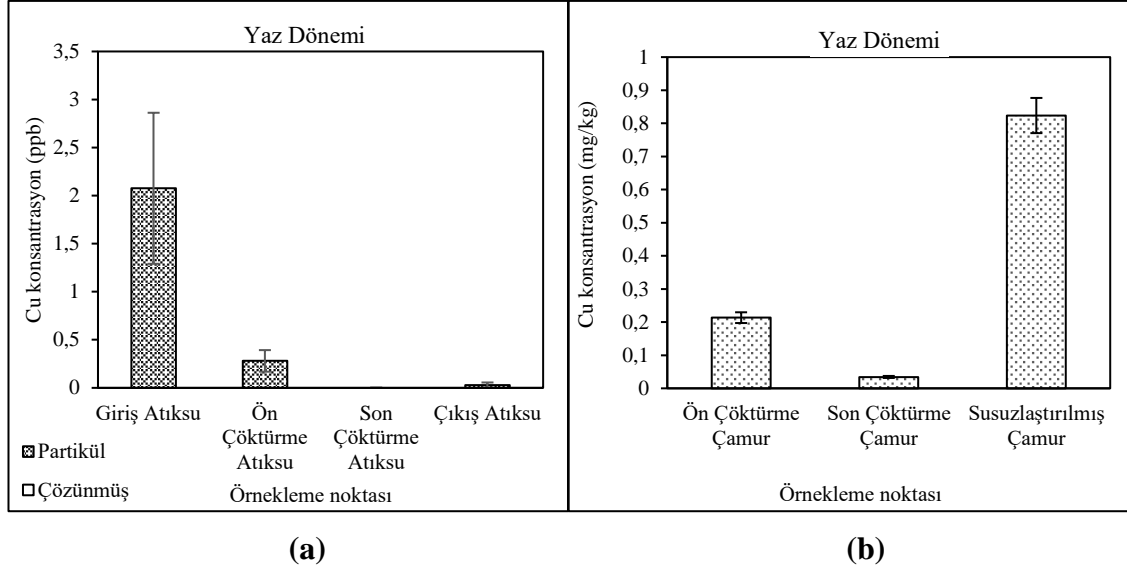 Yaz Dönemi
Cu konsantrasyon (ppb)
3,5
3
2,5
2
1,5
1
0,5
0
Giriş Atıksu
Ön
Çöktürme
Atıksu
Son
Çöktürme
Atıksu
Çıkış Atıksu
Partikül
Çözünmüş
Örnekleme noktası
(a)
Yaz Dönemi
Cu konsantrasyon (mg/kg)
1
0,9
0,8
0,7
0,6
0,5
0,4
0,3
0,2
0,1
0
Ön Çöktürme
Çamur
Son Çöktürme
Çamur
Susuzlaştırılmış
Çamur
Örnekleme noktası
(b)